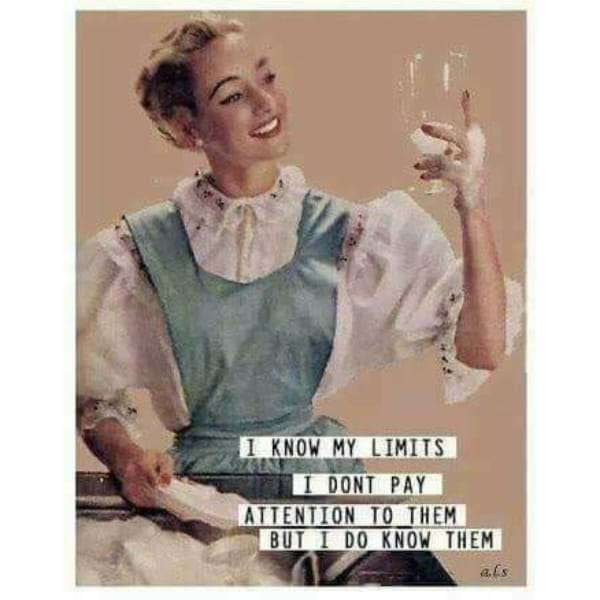 I KNOW MY LIMITS
I DONT PAY
ATTENTION TO THEM
BUT I DO KNOW THEM
a.l.s